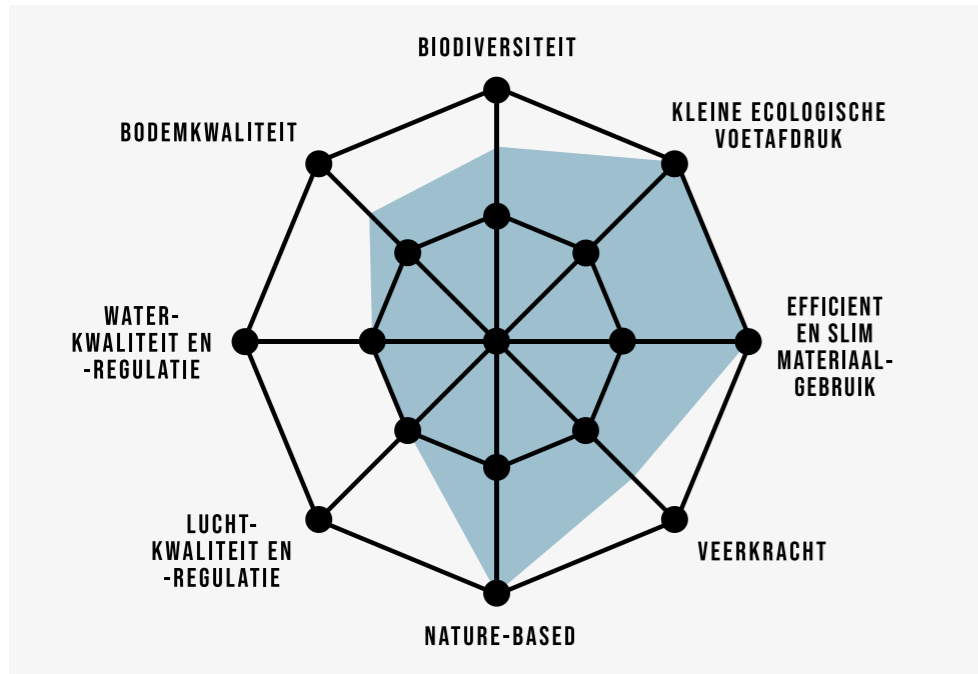 BIODIVERSITEIT
KLEINE ECOLOGISCHE
VOETAFDRUK
BODEMKWALITEIT
EFFICIENT
EN SLIM
MATERIAAL-
GEBRUIK
WATER-
KWALITEIT EN
-REGULATIE
LUCHT-
KWALITEIT EN
-REGULATIE
VEERKRACHT
NATURE-BASED